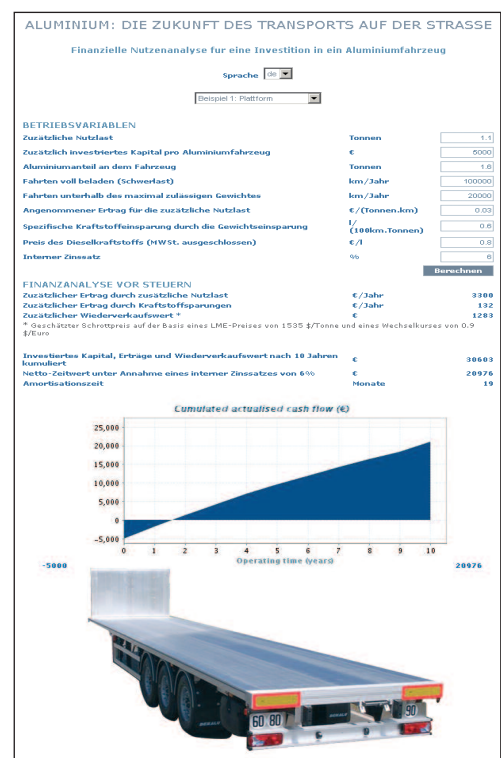 ALUMINIUM: DIE ZUKUNFT DES TRANSPORTS AUF DER STRASSE
Finanzielle Nutzenanalyse fur eine Investition in ein Aluminiumfahrzeug
Sprache de
Beispiel 1: Plattform
BETRIEBSVARIABLEN
Zuzätzliche Nutzlast Tonnen 1.1
Zusätzlich investiertes Kapital pro Aluminiumfahrzeug € 5000
Aluminiumanteil an dem Fahrzeug Tonnen 1.6
Fahrten voll beladen (Schwerlast) km/Jahr 100000
Fahrten unterhalb des maximal zulässigen Gewichtes km/Jahr 20000
Angenommener Ertrag für die zusätzliche Nutzlast €/(Tonnen.km) 0.03
Spezifische Kraftstoffeinsparung durch die Gewichtseinsparung l/(100km.Tonnen) 0.6
Preis des Dieselkraftstoffs (MWSt. ausgeschlossen) €/l 0.8
Interner Zinssatz % 6
Berechnen
FINANZANALYSE VOR STEUERN
Zusätzlicher Ertrag durch zusätzliche Nutzlast €/Jahr 3300
Zusätzlicher Ertrag durch Kraftstoffsparungen €/Jahr 132
Zusätzlicher Wiederverkaufswert * € 1283
* Geschätzter Schrottpreis auf der Basis eines LME-Preises von 1535 $/Tonne und eines Wechselkurses von 0.9
$/Euro
Investiertes Kapital, Erträge und Wiederverkaufswert nach 10 Jahren
kumuliert € 30603
Netto-Zeitwert unter Annahme eines interner Zinssatzes von 6% € 20976
Amortisationszeit Monate 19
Cumulated actualised cash flow (€)
25,000
20,000
15,000
10,000
5,000
0
-5,000
0 1 2 3 4 5 6 7 8 9 10
-5000 Operating time (years) 20976
60 80 90